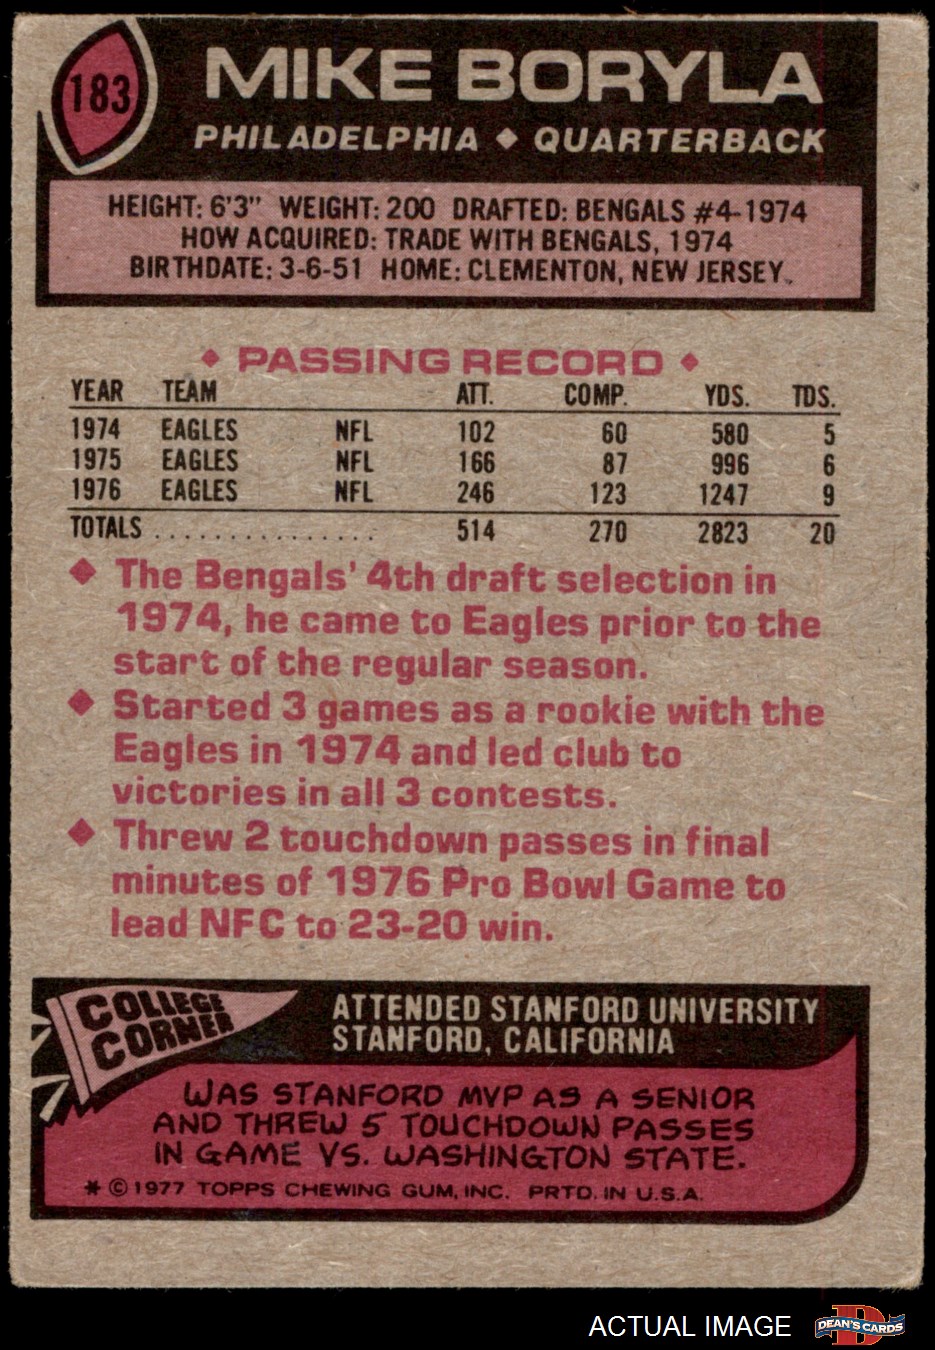 183
MIKE BORYLA
PHILADELPHIA ◆ QUARTERBACK
HEIGHT: 6'3" WEIGHT: 200 DRAFTED: BENGALS #4-1974
HOW ACQUIRED: TRADE WITH BENGALS, 1974
BIRTHDATE: 3-6-51 HOME: CLEMENTON, NEW JERSEY.
◆ PASSING RECORD ◆
YEAR TEAM ATT. COMP. YDS. TDS.
1974 EAGLES NFL 102 60 580 5
1975 EAGLES NFL 166 87 996 6
1976 EAGLES NFL 246 123 1247 9
TOTALS ............... 514 270 2823 20
◆ The Bengals' 4th draft selection in
1974, he came to Eagles prior to the
start of the regular season.
◆ Started 3 games as a rookie with the
Eagles in 1974 and led club to
victories in all 3 contests.
◆ Threw 2 touchdown passes in final
minutes of 1976 Pro Bowl Game to
lead NFC to 23-20 win.
COLLEGE
CORNER
ATTENDED STANFORD UNIVERSITY
STANFORD, CALIFORNIA
WAS STANFORD MVP AS A SENIOR
AND THREW 5 TOUCHDOWN PASSES
IN GAME VS. WASHINGTON STATE.
* © 1977 TOPPS CHEWING GUM, INC. PRTD. IN U.S.A.
ACTUAL IMAGE
D
DEAN'S CARDS